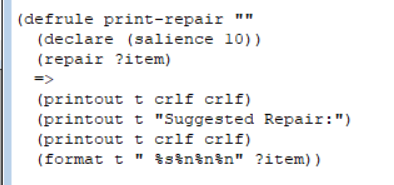 (defrule print-repair ""
(declare (salience 10))
(repair ?item)
=>
(printout t crlf crlf)
(printout t "Suggested Repair:")
(printout t crlf crlf)
(format t " %s%n%n%n" ?item))